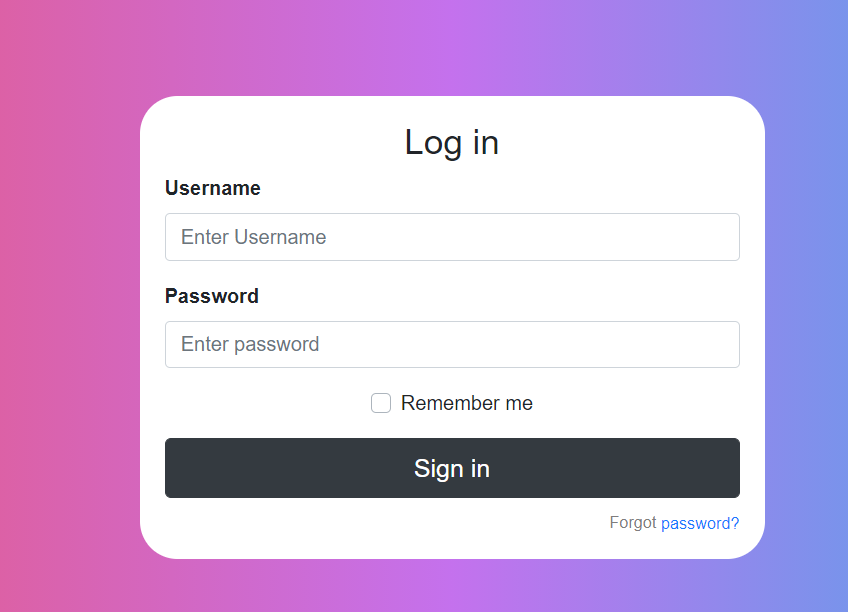 Log in
Username
Enter Username
Password
Enter password
Remember me
Sign in
Forgot password?